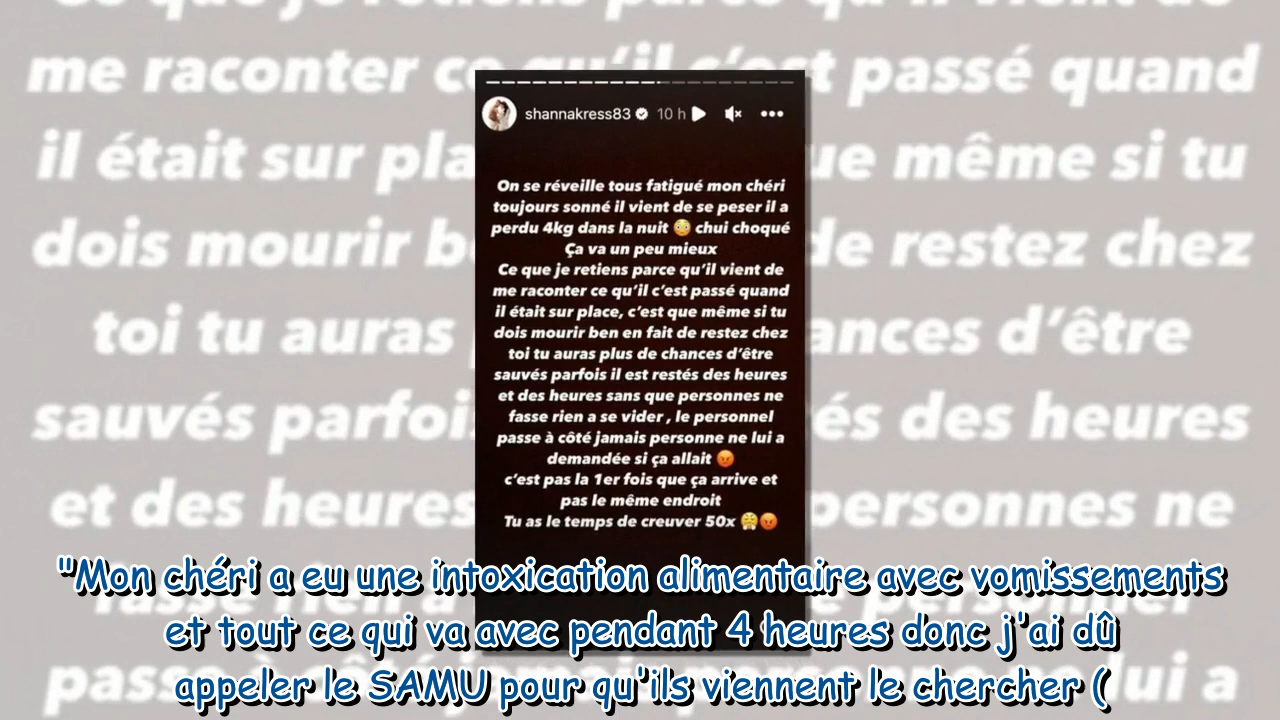 shannakress83 10 h
On se réveille tous fatigué mon chéri
toujours sonné il vient de se peser il a
perdu 4kg dans la nuit 😳 chui choqué
Ça va un peu mieux
Ce que je retiens parce qu'il vient de
me raconter ce qu'il c'est passé quand
il était sur place, c'est que même si tu
dois mourir ben en fait de restez chez
toi tu auras plus de chances d'être
sauvés parfois il est restés des heures
et des heures sans que personnes ne
fasse rien a se vider , le personnel
passe à côté jamais personne ne lui a
demandée si ça allait 😡
c'est pas la 1er fois que ça arrive et
pas le même endroit
Tu as le temps de creuver 50x 😤😡
"Mon chéri a eu une intoxication alimentaire avec vomissements
et tout ce qui va avec pendant 4 heures donc j'ai dû
appeler le SAMU pour qu'ils viennent le chercher (